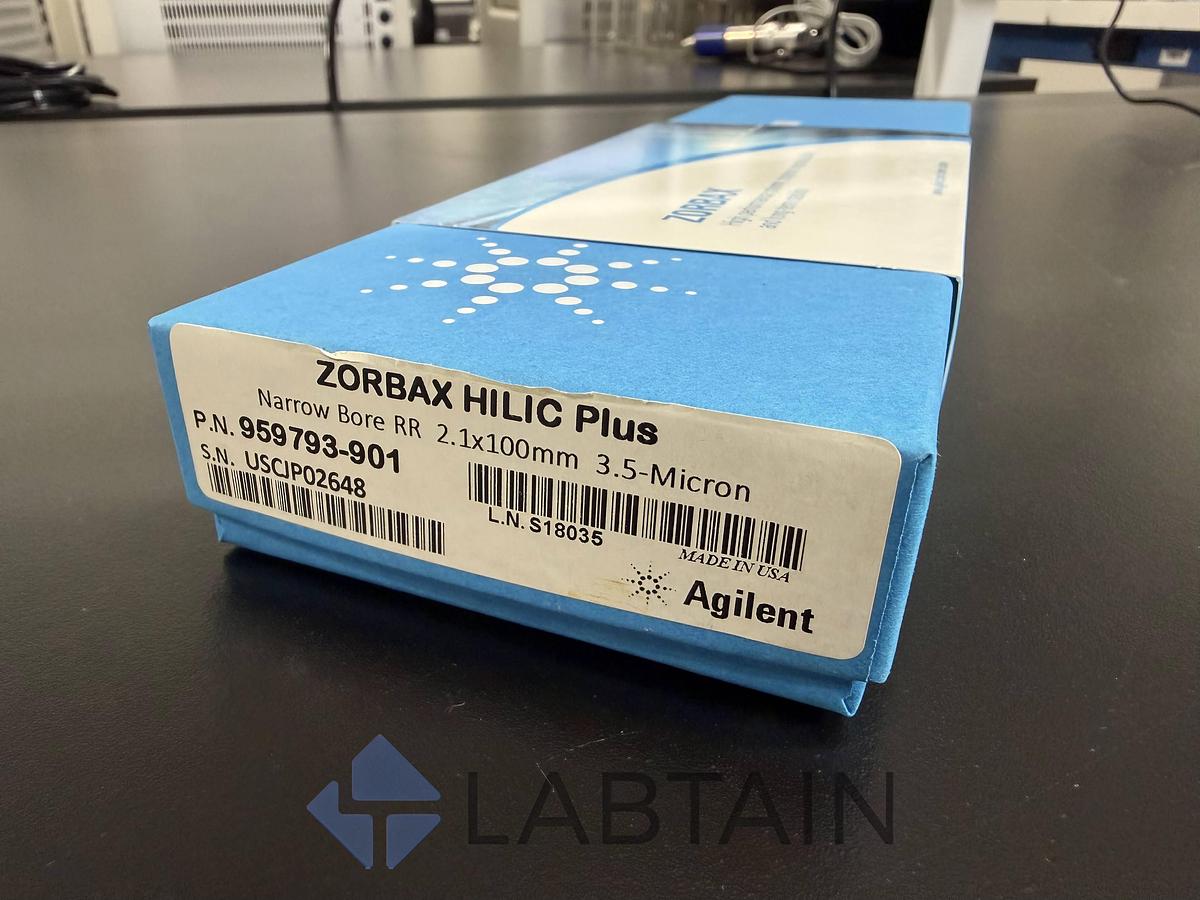 ZORBAX
ZORBAX HILIC Plus
Narrow Bore RR 2.1x100mm 3.5-Micron
P.N. 959793-901
S.N. USCJP02648
L.N. S18035
MADE IN USA
Agilent
LABTAIN